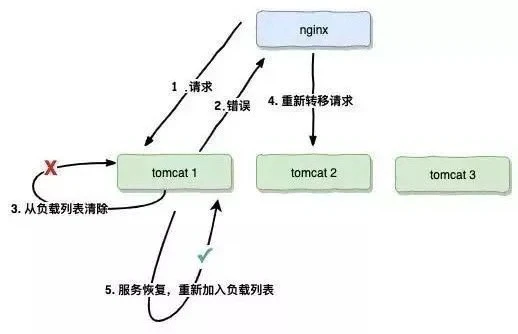 nginx
1 .请求
2.错误
4. 重新转移请求
X
tomcat 1
tomcat 2
tomcat 3
3. 从负载列表清除
5. 服务恢复，重新加入负载列表